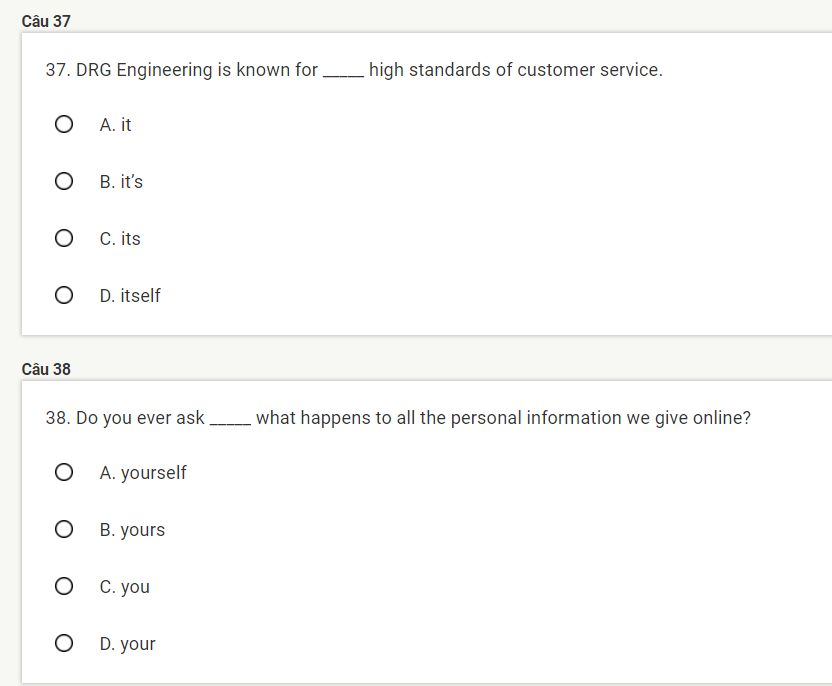 Câu 37
37. DRG Engineering is known for _____ high standards of customer service.
A. it
B. it’s
C. its
D. itself
Câu 38
38. Do you ever ask _____ what happens to all the personal information we give online?
A. yourself
B. yours
C. you
D. your